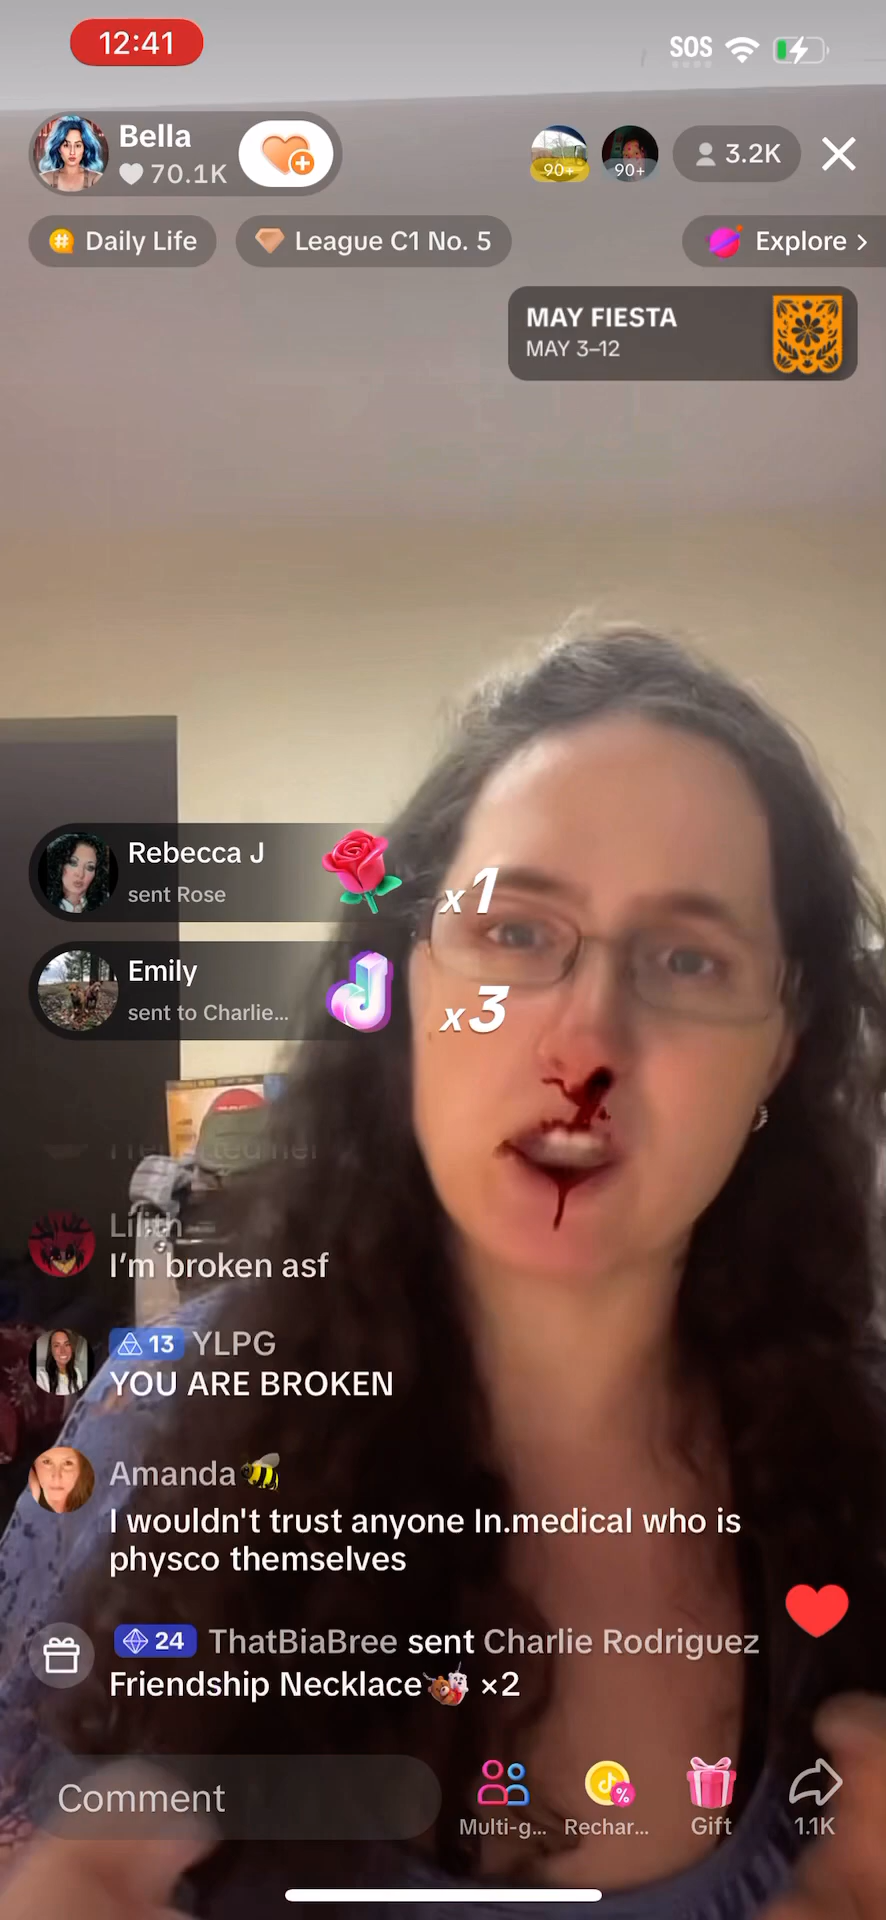 12:41
SOS
Bella
70.1K
90+
90+
3.2K
Daily Life
League C1 No. 5
Explore >
MAY FIESTA
MAY 3–12
Rebecca J
sent Rose
x1
Emily
sent to Charlie...
x3
Lilith
I'm broken asf
13 YLPG
YOU ARE BROKEN
Amanda🐝
I wouldn't trust anyone In.medical who is
physco themselves
24 ThatBiaBree sent Charlie Rodriguez
Friendship Necklace ×2
Comment
Multi-g...
Rechar...
Gift
1.1K